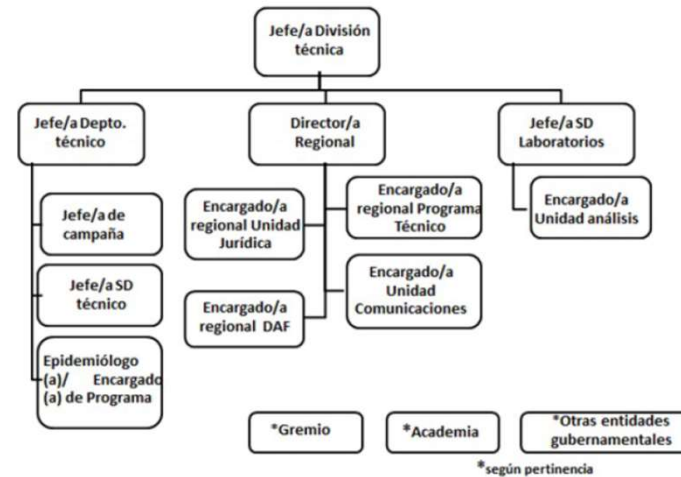 Jefe/a División
técnica
Jefe/a Depto.
técnico
Director/a
Regional
Jefe/a SD
Laboratorios
Jefe/a de
campaña
Jefe/a SD
técnico
Epidemiólogo
(a)/ Encargado
(a) de Programa
Encargado/a
regional Unidad
Jurídica
Encargado/a
regional Programa
Técnico
Encargado/a
regional DAF
Encargado/a
Unidad
Comunicaciones
Encargado/a
Unidad análisis
*Gremio
*Academia
*Otras entidades
gubernamentales
*según pertinencia